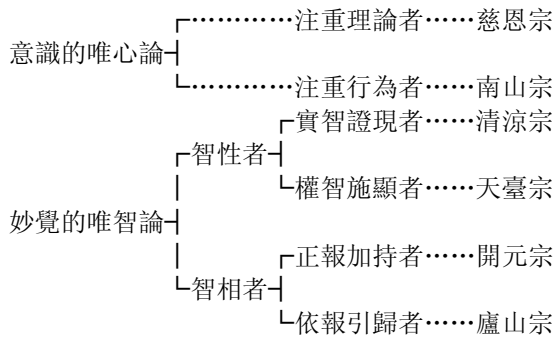 ┌…………注重理論者……慈恩宗
意識的唯心論┤
└…………注重行為者……南山宗
┌實智證現者……清涼宗
┌智性者┤
│ └權智施顯者……天臺宗
妙覺的唯智論┤
│ ┌正報加持者……開元宗
└智相者┤
└依報引歸者……廬山宗